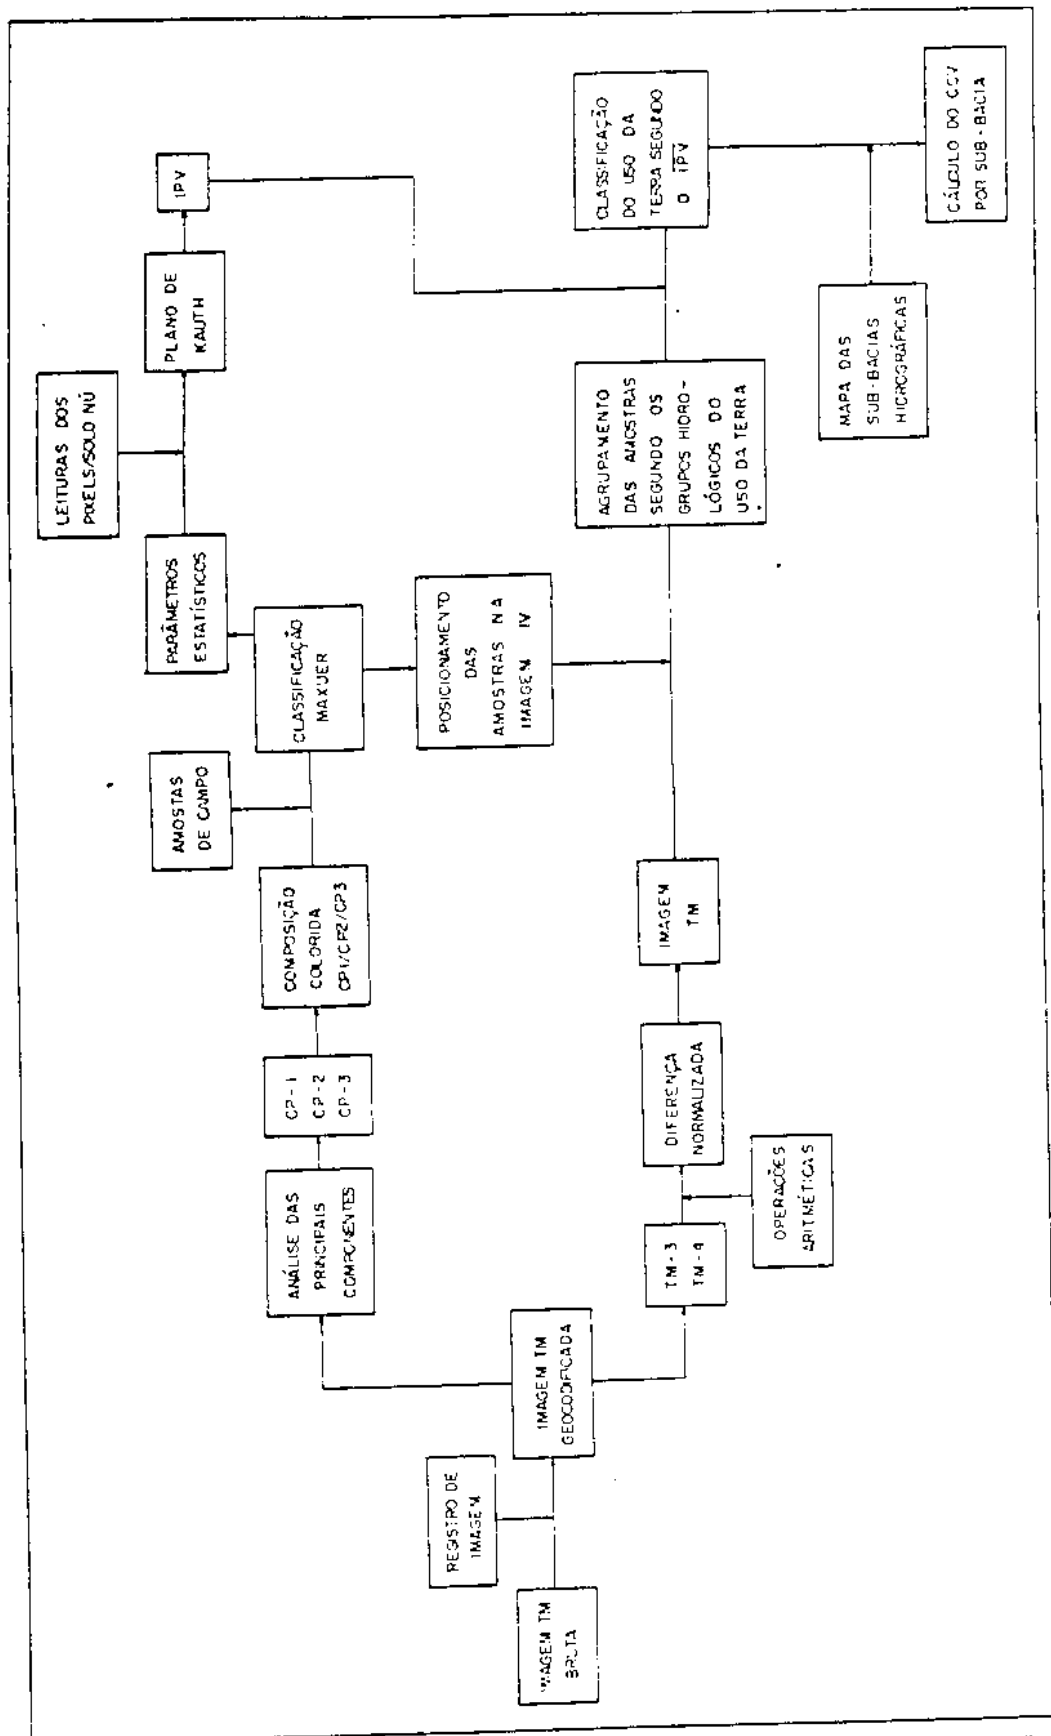 IMAGEM TM
BRUTA
REGISTRO DE
IMAGEM
IMAGEM TM
GEOCODIFICADA
ANÁLISE DAS
PRINCIPAIS
COMPONENTES
CP-1
CP-2
CP-3
COMPOSIÇÃO
COLORIDA
CP1/CP2/CP3
AMOSTAS
DE CAMPO
CLASSIFICAÇÃO
MAXVER
PARÂMETROS
ESTATÍSTICOS
LEITURAS DOS
PIXELS/SOLO NÚ
PLANO DE
KAUTH
IPV
POSICIONAMENTO
DAS
AMOSTRAS NA
IMAGEM IV
TM-3
TM-4
OPERAÇÕES
ARITMÉTICAS
DIFERENÇA
NORMALIZADA
IMAGEM
TM
AGRUPAMENTO
DAS AMOSTRAS
SEGUNDO OS
GRUPOS HIDRO-
LÓGICOS DO
USO DA TERRA
CLASSIFICAÇÃO
DO USO DA
TERRA SEGUNDO
O IPV
MAPA DAS
SUB-BACIAS
HIDROGRÁFICAS
CÁLCULO DO CCV
POR SUB-BACIA